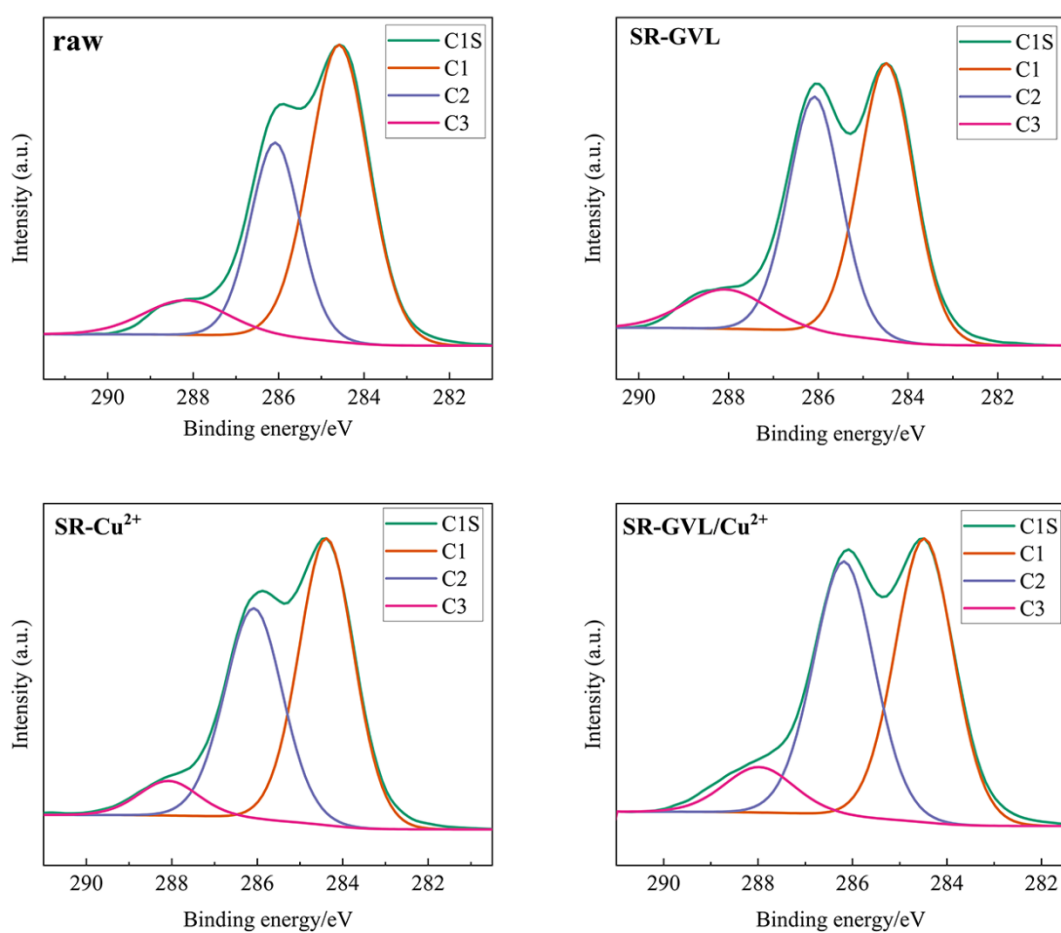 raw
C1S
C1
C2
C3
Intensity (a.u.)
290 288 286 284 282
Binding energy/eV
SR-GVL
C1S
C1
C2
C3
Intensity (a.u.)
290 288 286 284 282
Binding energy/eV
SR-Cu²⁺
C1S
C1
C2
C3
Intensity (a.u.)
290 288 286 284 282
Binding energy/eV
SR-GVL/Cu²⁺
C1S
C1
C2
C3
Intensity (a.u.)
290 288 286 284 282
Binding energy/eV